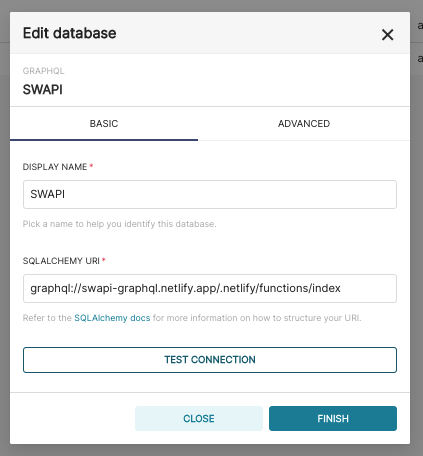 Edit database
a
GRAPHQL
SWAPI
a
BASIC
ADVANCED
DISPLAY NAME *
SWAPI
Pick a name to help you identify this database.
SQLALCHEMY URI *
graphql://swapi-graphql.netlify.app/.netlify/functions/index
Refer to the SQLAlchemy docs for more information on how to structure your URI.
TEST CONNECTION
CLOSE
FINISH